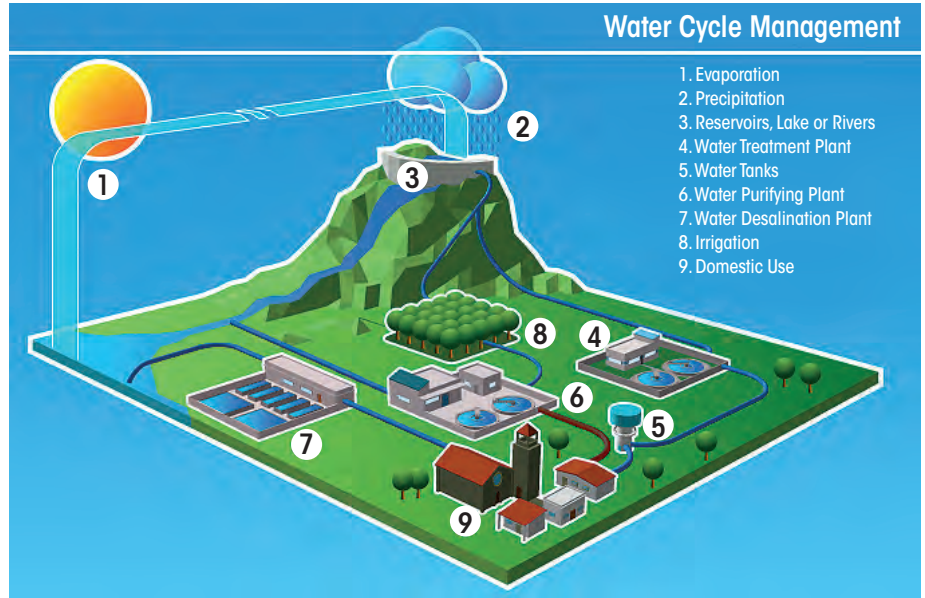 Water Cycle Management
1. Evaporation
2. Precipitation
3. Reservoirs, Lake or Rivers
4. Water Treatment Plant
5. Water Tanks
6. Water Purifying Plant
7. Water Desalination Plant
8. Irrigation
9. Domestic Use
1
2
3
8
4
6
5
7
9